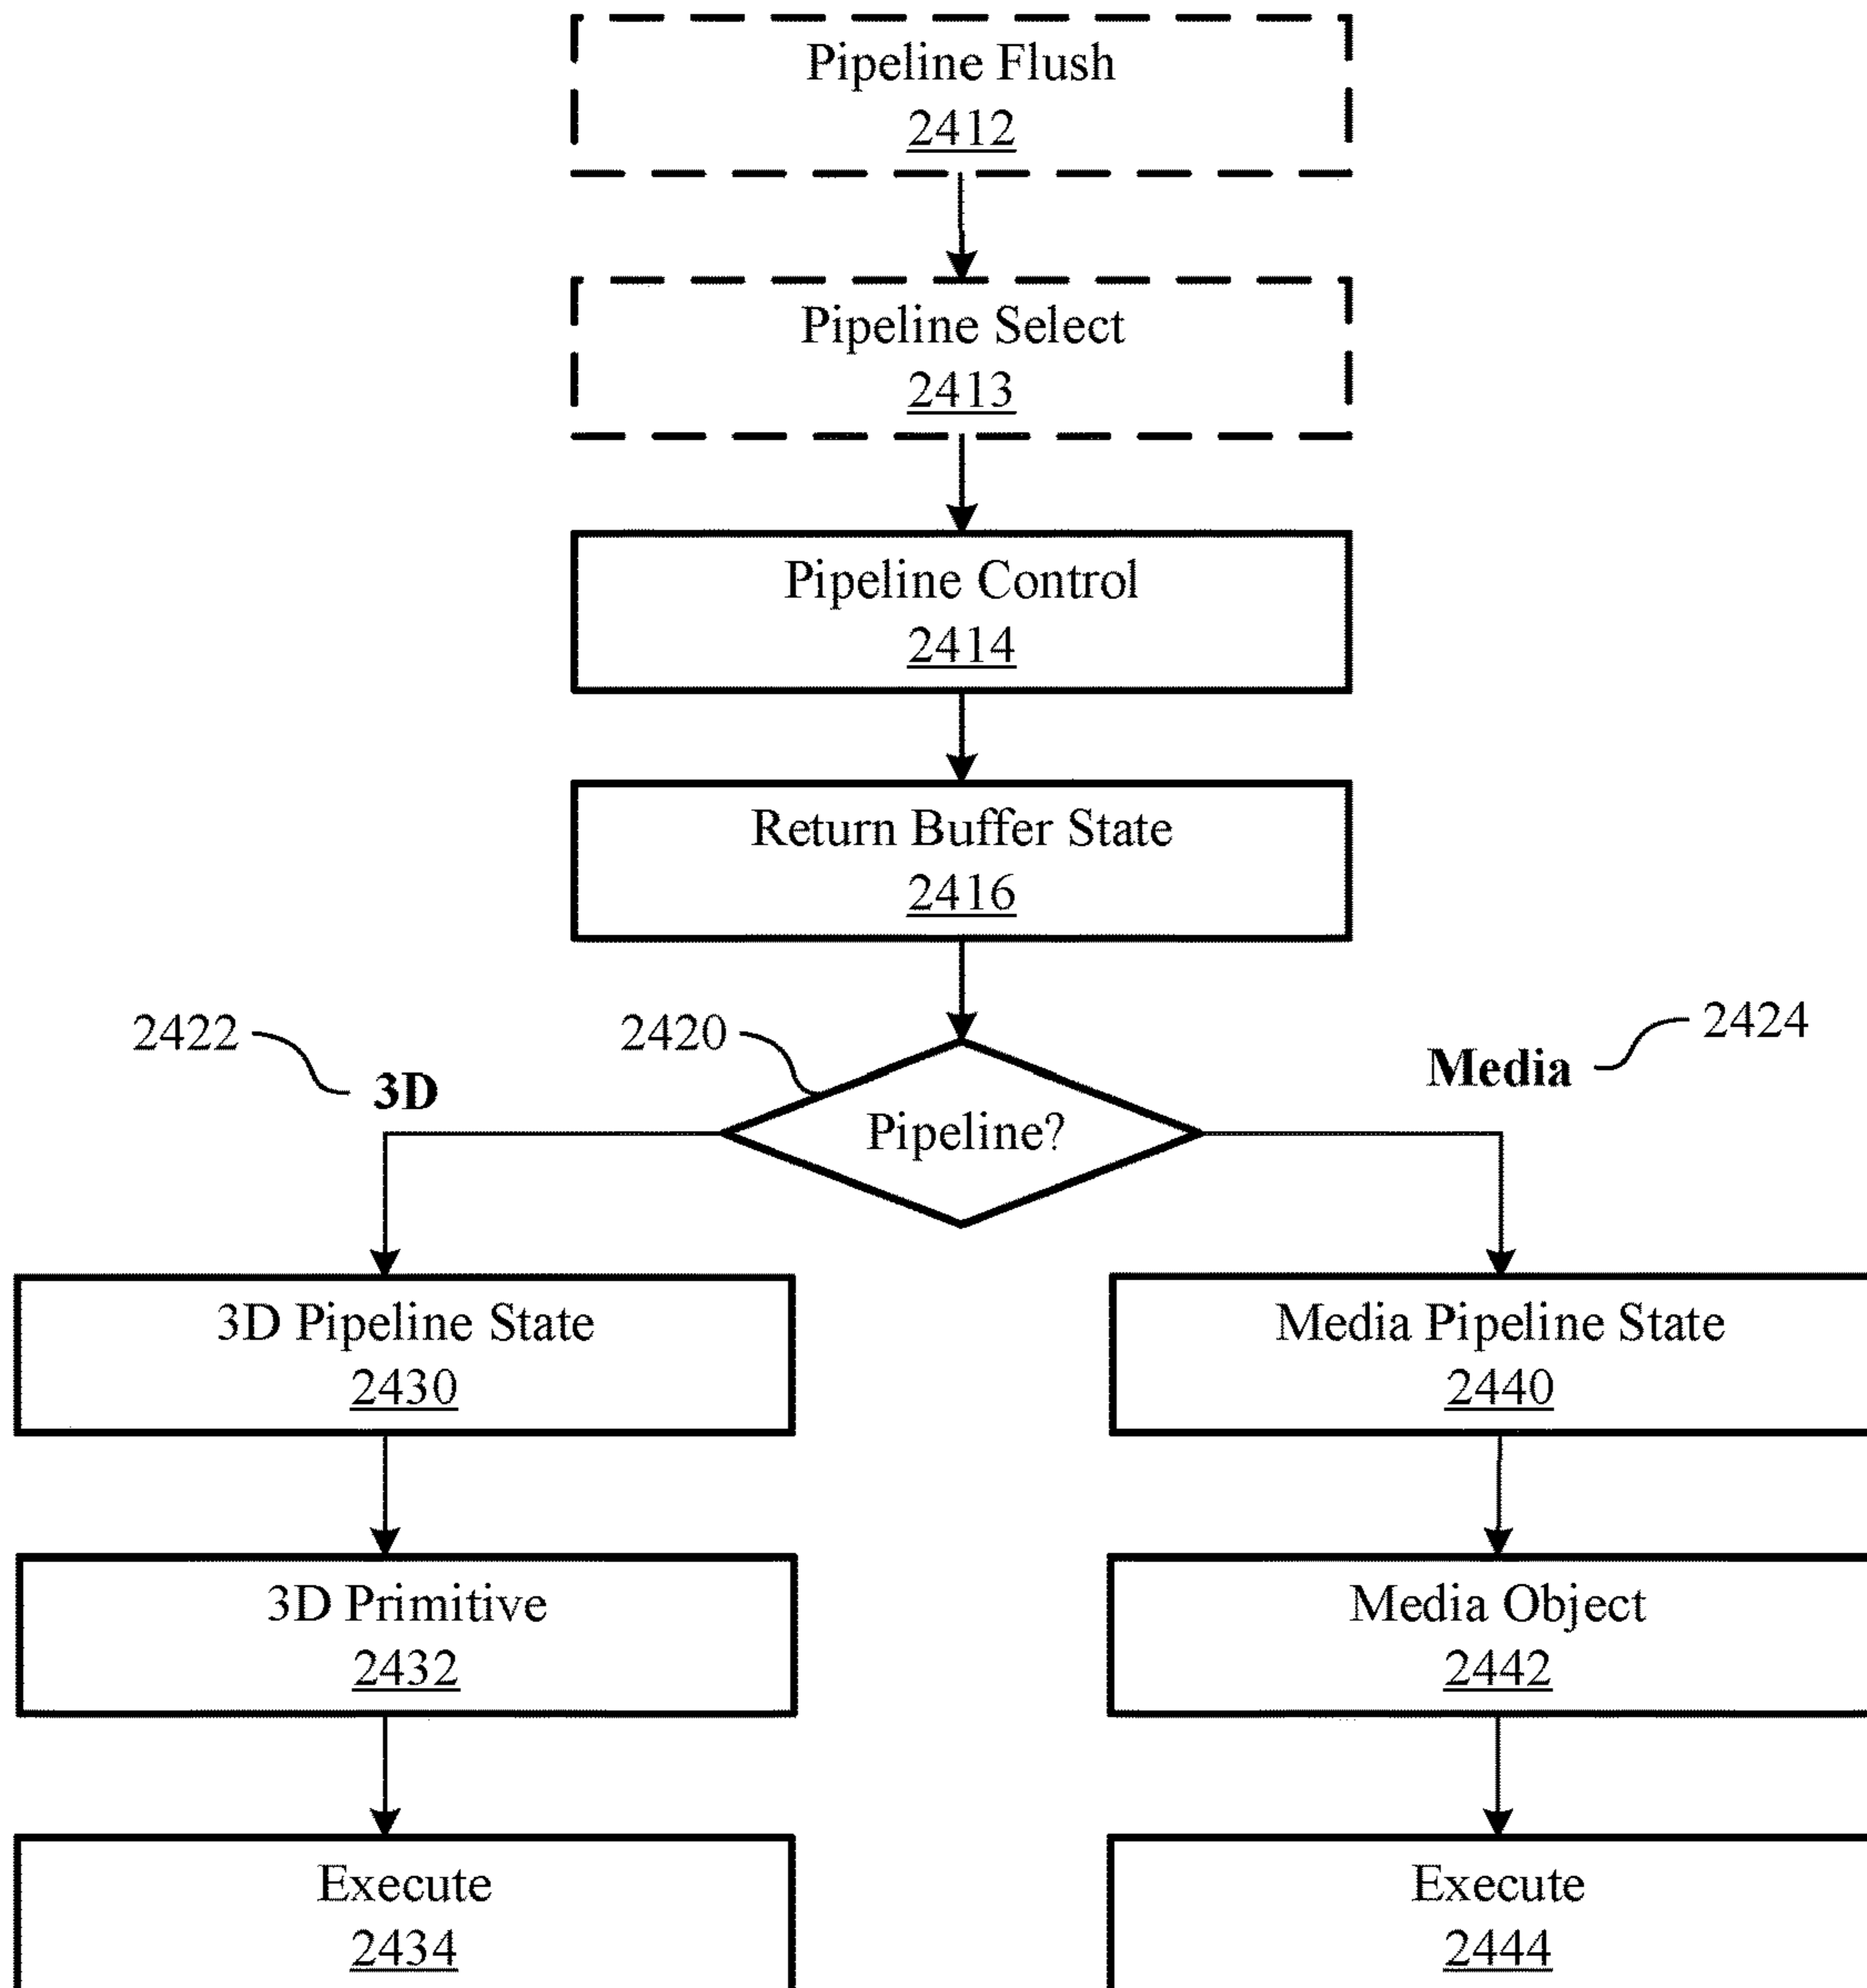 Pipeline Flush
2412
Pipeline Select
2413
Pipeline Control
2414
Return Buffer State
2416
2422
2420
2424
3D
Media
Pipeline?
3D Pipeline State
2430
Media Pipeline State
2440
3D Primitive
2432
Media Object
2442
Execute
2434
Execute
2444